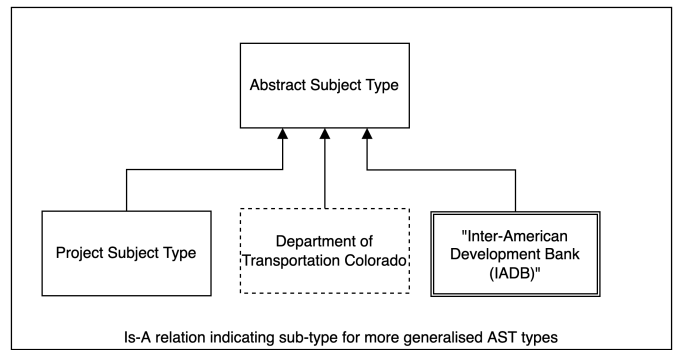 Abstract Subject Type
Project Subject Type
Department of
Transportation Colorado
"Inter-American
Development Bank
(IADB)"
Is-A relation indicating sub-type for more generalised AST types